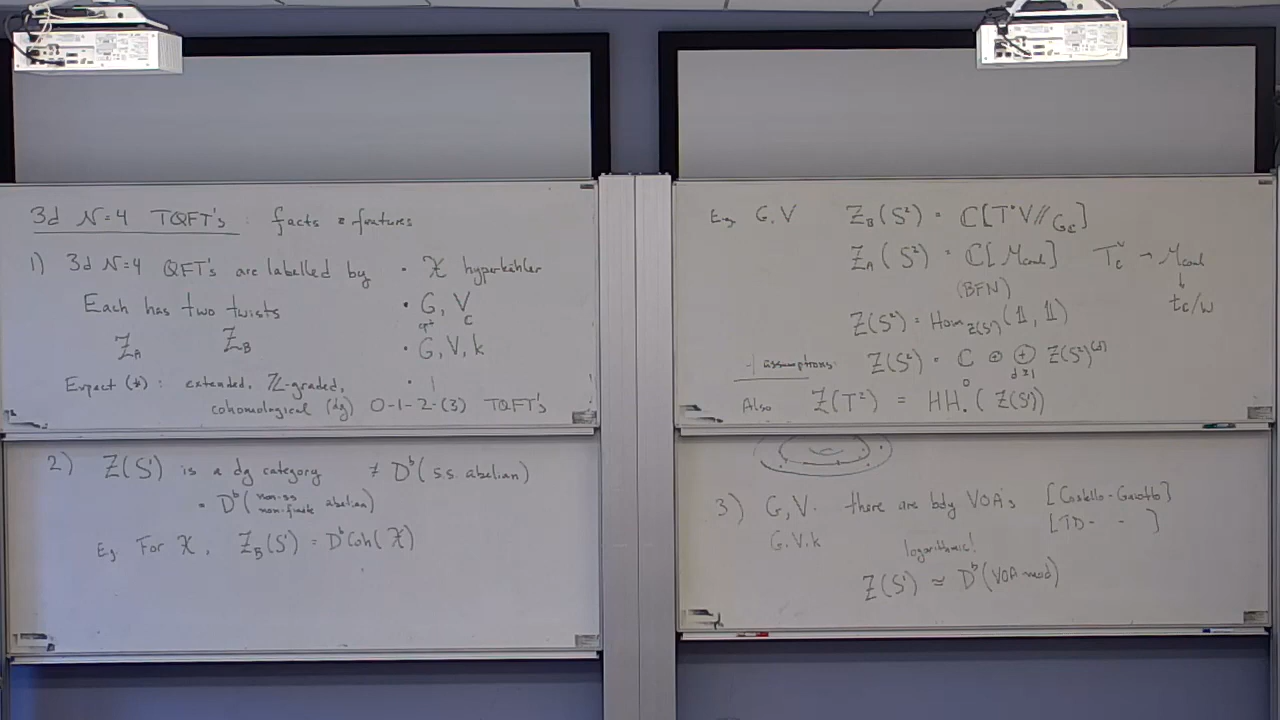 3d N=4 TQFT's : facts & features
1) 3d N=4 QFT's are labelled by • X hyperkähler
Each has two twists • G, V
cpt C
Z_A Z_B • G, V, k
Expect (*) : extended, Z-graded, • 1
cohomological (dg) 0-1-2-(3) TQFT's
2) Z(S¹) is a dg category ≠ D^b(s.s. abelian)
= D^b(non-ss non-finite abelian)
Eg. For X, Z_B(S¹) = D^b Coh(X)
Eg. G,V Z_B(S²) = C[T*V///G_C]
Z_A(S²) = C[M_Coul] T_C^∨ → M_Coul
(BFN) ↓
t_C/W
Z(S²) = Hom_{Z(S¹)}(1, 1)
assumptions: Z(S²) = C ⊕ ⊕_{d≥1} Z(S²)^(d)
Also Z(T²) = HH.(Z(S¹))
3) G,V. there are bdy VOA's [Costello-Gaiotto]
G.V.k [TD- - ]
logarithmic!
Z(S¹) ≃ D^b(VOA-mod)